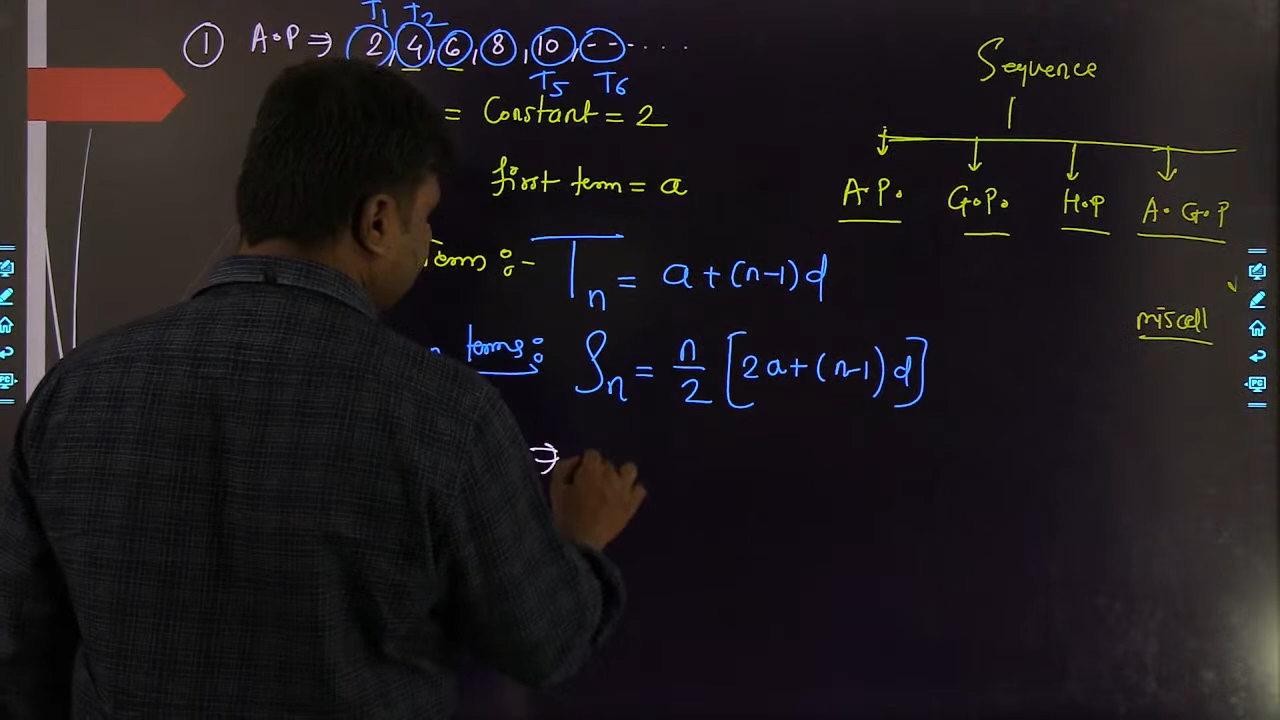 T1 T2
① A.P ⇒ 2, 4, 6, 8, 10, -- ....
T5 T6
= Constant = 2
first term = a
Tn = a + (n-1)d
terms: Sn = n/2 [2a + (n-1)d]
⇒
Sequence
A.P. G.P. H.P A.G.P
miscell